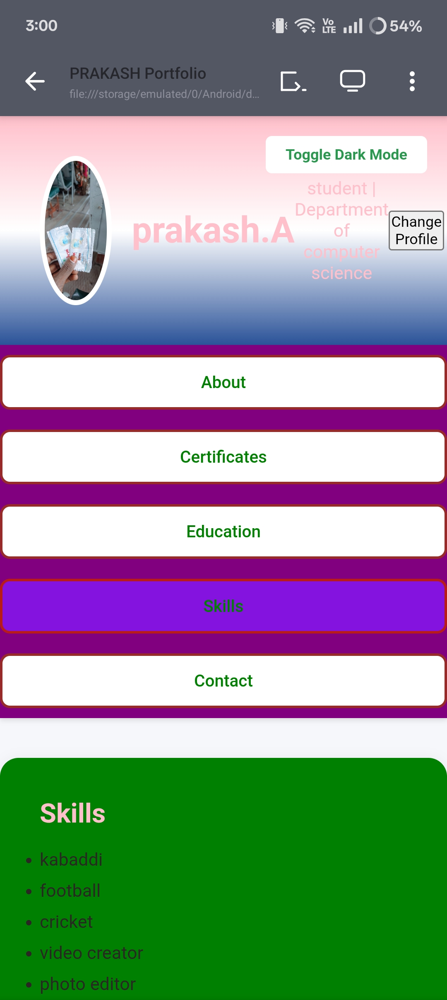 3:00
Vo
LTE
54%
PRAKASH Portfolio
file:///storage/emulated/0/Android/d...
Toggle Dark Mode
prakash.A
student |
Department
of
computer
science
Change
Profile
About
Certificates
Education
Skills
Contact
Skills
• kabaddi
• football
• cricket
• video creator
• photo editor